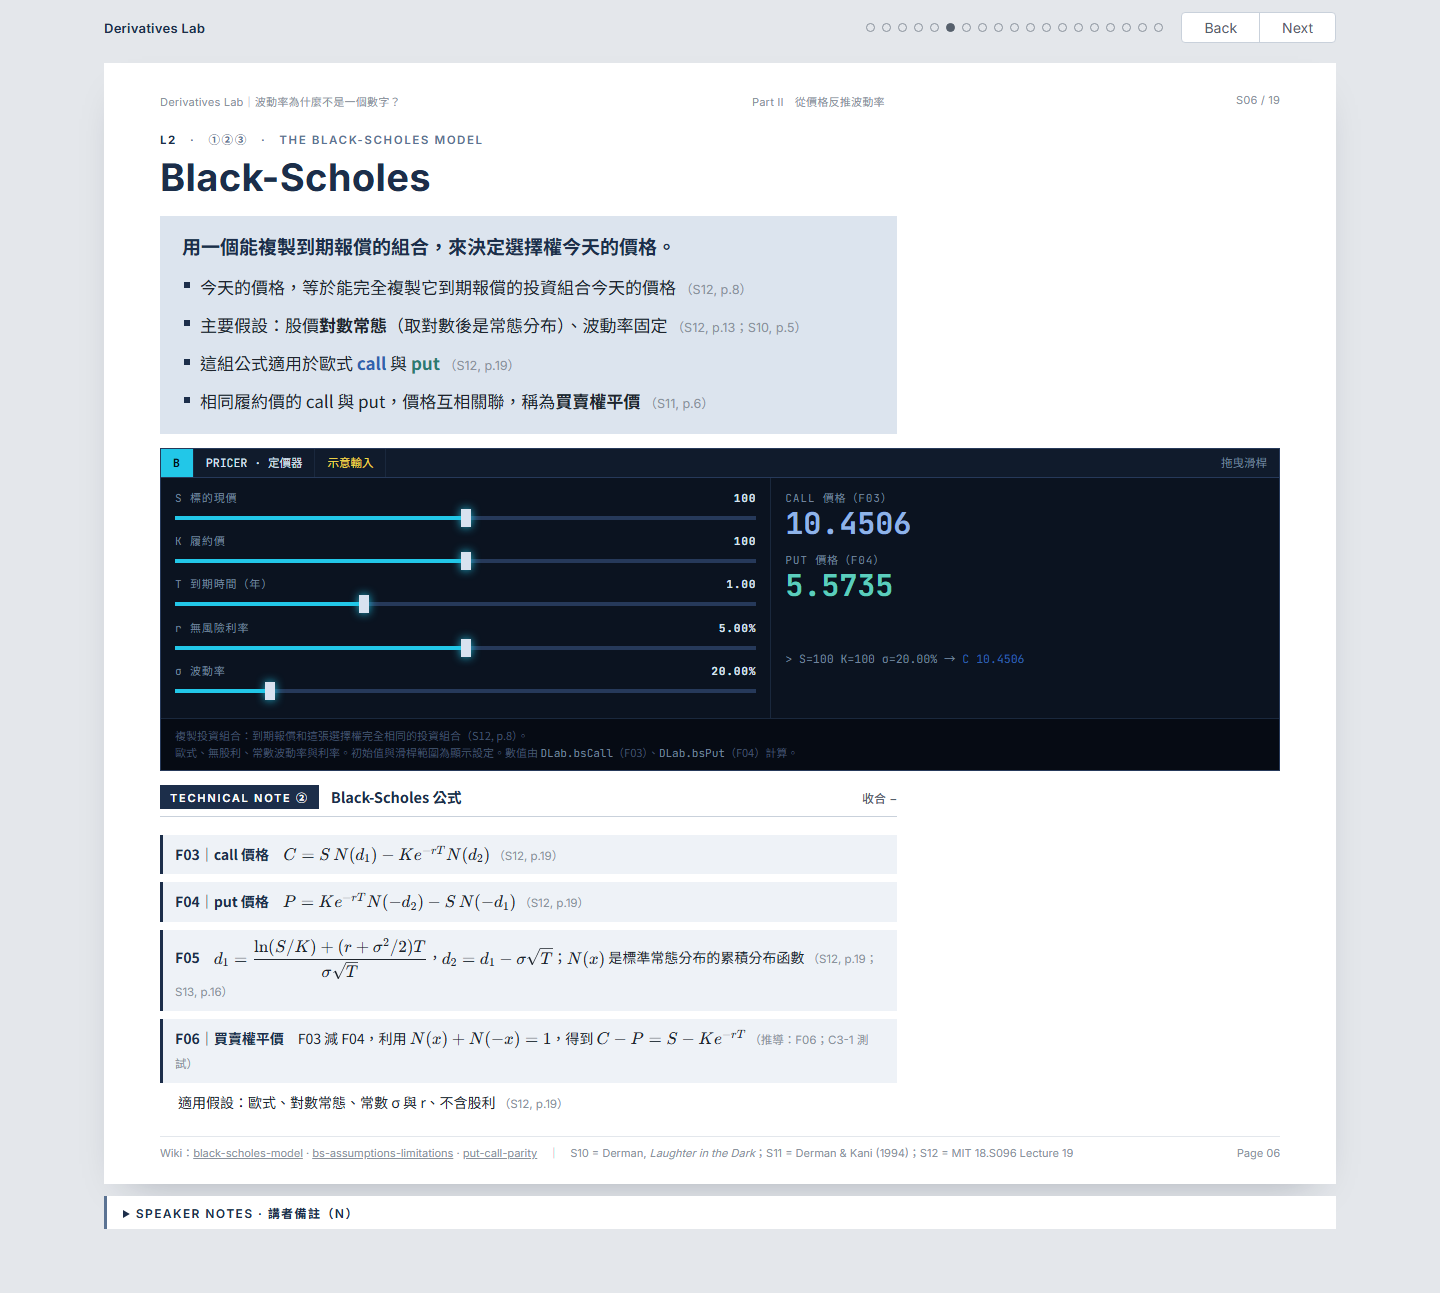 Derivatives Lab
Back
Next
Derivatives Lab｜波動率為什麼不是一個數字？
Part II　從價格反推波動率
S06 / 19
L2 · ①②③ · THE BLACK-SCHOLES MODEL
Black-Scholes
用一個能複製到期報償的組合，來決定選擇權今天的價格。
今天的價格，等於能完全複製它到期報償的投資組合今天的價格（S12, p.8）
主要假設：股價對數常態（取對數後是常態分布）、波動率固定（S12, p.13；S10, p.5）
這組公式適用於歐式 call 與 put（S12, p.19）
相同履約價的 call 與 put，價格互相關聯，稱為買賣權平價（S11, p.6）
B PRICER · 定價器 示意輸入 拖曳滑桿
S 標的現價 100
K 履約價 100
T 到期時間（年） 1.00
r 無風險利率 5.00%
σ 波動率 20.00%
CALL 價格（F03）
10.4506
PUT 價格（F04）
5.5735
> S=100 K=100 σ=20.00% → C 10.4506
複製投資組合：到期報償和這張選擇權完全相同的投資組合（S12, p.8）。
歐式、無股利、常數波動率與利率。初始值與滑桿範圍為顯示設定。數值由 DLab.bsCall（F03）、DLab.bsPut（F04）計算。
TECHNICAL NOTE ② Black-Scholes 公式 收合 −
F03｜call 價格 C = S N(d₁) − Ke^{−rT}N(d₂)（S12, p.19）
F04｜put 價格 P = Ke^{−rT}N(−d₂) − S N(−d₁)（S12, p.19）
F05 d₁ = (ln(S/K) + (r + σ²/2)T) / (σ√T)，d₂ = d₁ − σ√T；N(x) 是標準常態分布的累積分布函數（S12, p.19；
S13, p.16）
F06｜買賣權平價 F03 減 F04，利用 N(x) + N(−x) = 1，得到 C − P = S − Ke^{−rT}（推導：F06；C3-1 測
試）
適用假設：歐式、對數常態、常數 σ 與 r、不含股利（S12, p.19）
Wiki：black-scholes-model · bs-assumptions-limitations · put-call-parity ｜ S10 = Derman, Laughter in the Dark；S11 = Derman & Kani (1994)；S12 = MIT 18.S096 Lecture 19
Page 06
▶ SPEAKER NOTES · 講者備註（N）